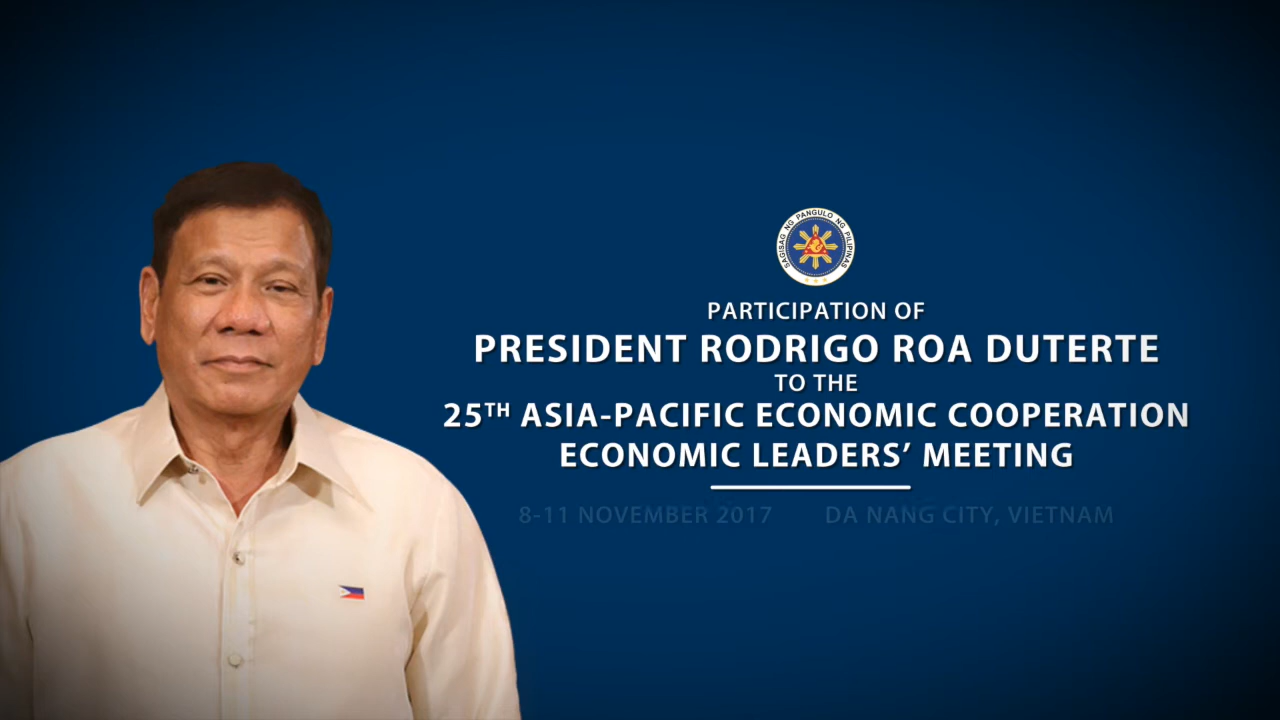 SAGISAG NG PANGULO NG PILIPINAS
PARTICIPATION OF
PRESIDENT RODRIGO ROA DUTERTE
TO THE
25TH ASIA-PACIFIC ECONOMIC COOPERATION
ECONOMIC LEADERS’ MEETING
8-11 NOVEMBER 2017 DA NANG CITY, VIETNAM